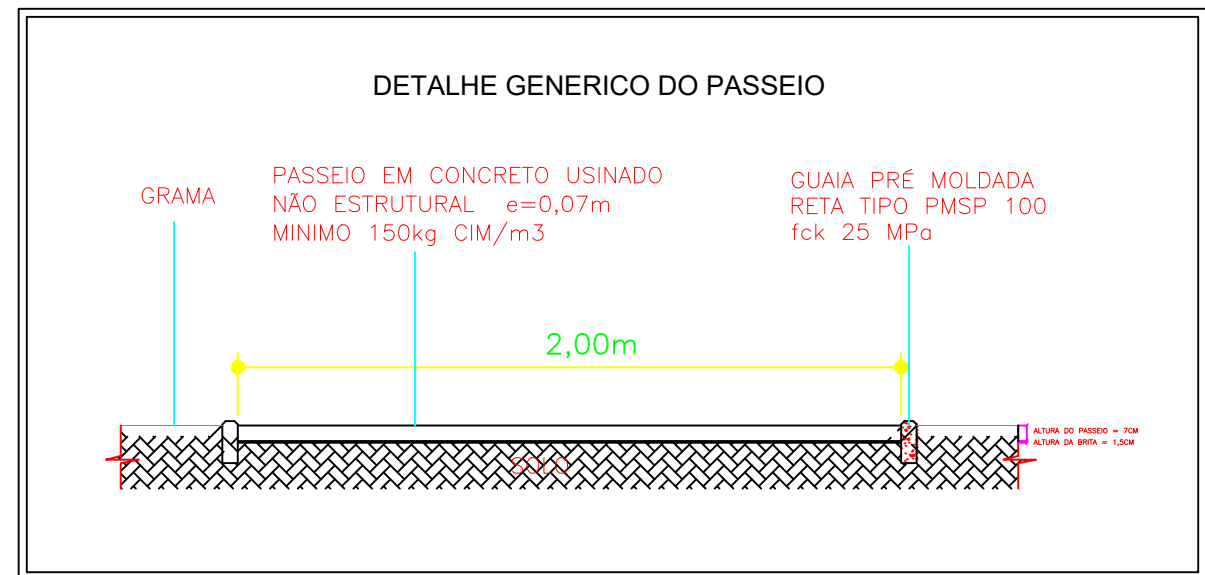 DETALHE GENERICO DO PASSEIO
GRAMA
PASSEIO EM CONCRETO USINADO
NÃO ESTRUTURAL e=0,07m
MINIMO 150kg CIM/m3
GUAIA PRÉ MOLDADA
RETA TIPO PMSP 100
fck 25 MPa
2,00m
ALTURA DO PASSEIO = 7CM
ALTURA DA BRITA = 1,5CM
SOLO